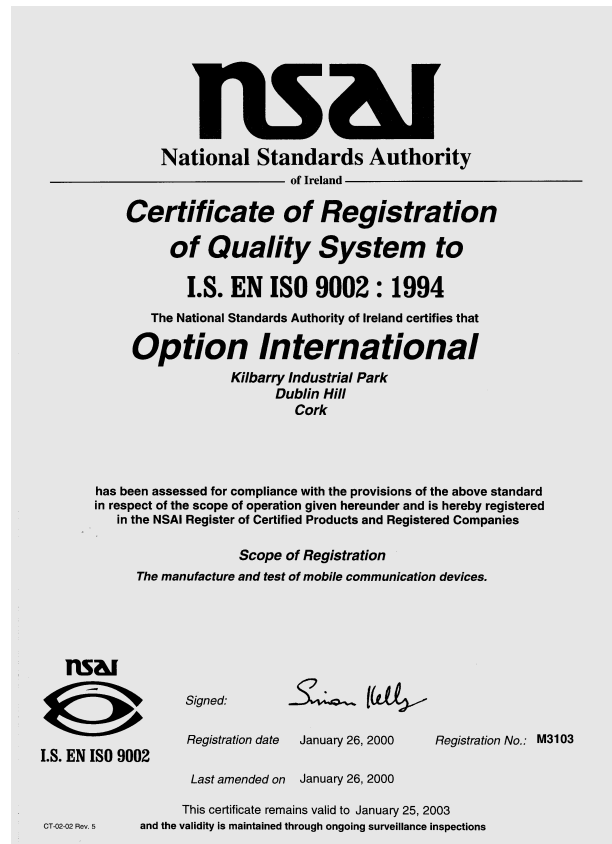 nsai
National Standards Authority
of Ireland
Certificate of Registration
of Quality System to
I.S. EN ISO 9002 : 1994
The National Standards Authority of Ireland certifies that
Option International
Kilbarry Industrial Park
Dublin Hill
Cork
has been assessed for compliance with the provisions of the above standard
in respect of the scope of operation given hereunder and is hereby registered
in the NSAI Register of Certified Products and Registered Companies
Scope of Registration
The manufacture and test of mobile communication devices.
nsai
I.S. EN ISO 9002
Signed: Simon Kelly
Registration date January 26, 2000 Registration No.: M3103
Last amended on January 26, 2000
This certificate remains valid to January 25, 2003
CT-02-02 Rev. 5 and the validity is maintained through ongoing surveillance inspections